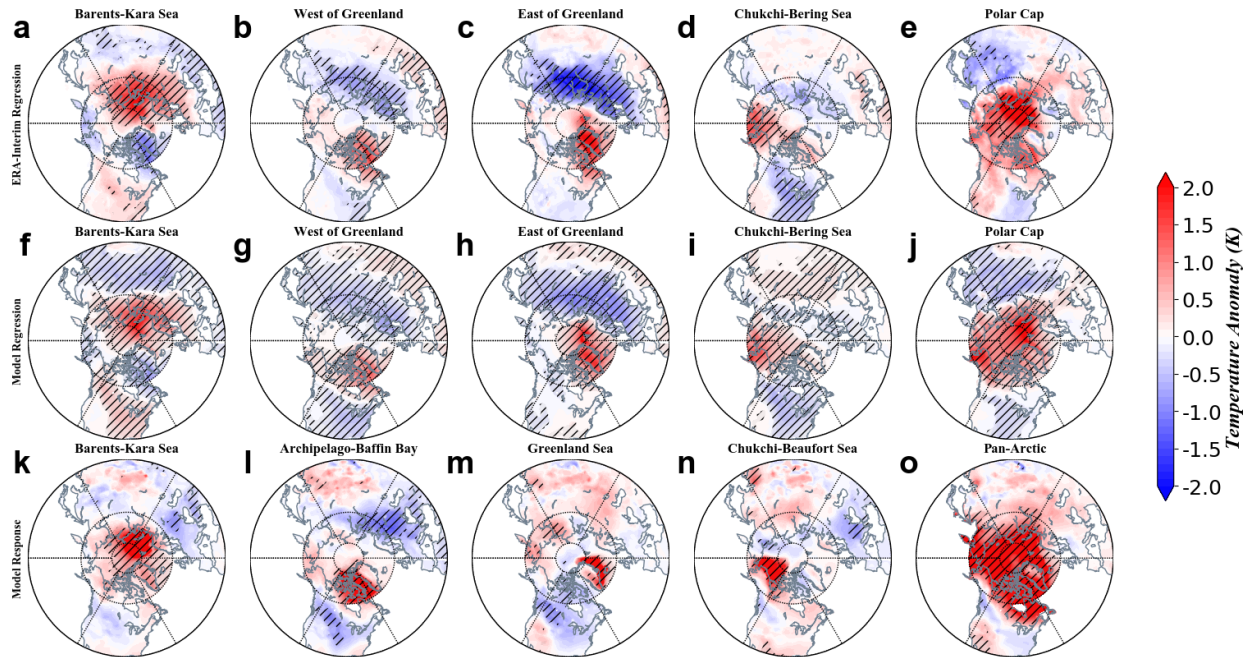 Barents-Kara Sea
West of Greenland
East of Greenland
Chukchi-Bering Sea
Polar Cap
a
b
c
d
e
ERA-Interim Regression
Barents-Kara Sea
West of Greenland
East of Greenland
Chukchi-Bering Sea
Polar Cap
f
g
h
i
j
Model Regression
Barents-Kara Sea
Archipelago-Baffin Bay
Greenland Sea
Chukchi-Beaufort Sea
Pan-Arctic
k
l
m
n
o
Model Response
2.0
1.5
1.0
0.5
0.0
-0.5
-1.0
-1.5
-2.0
Temperature Anomaly (K)